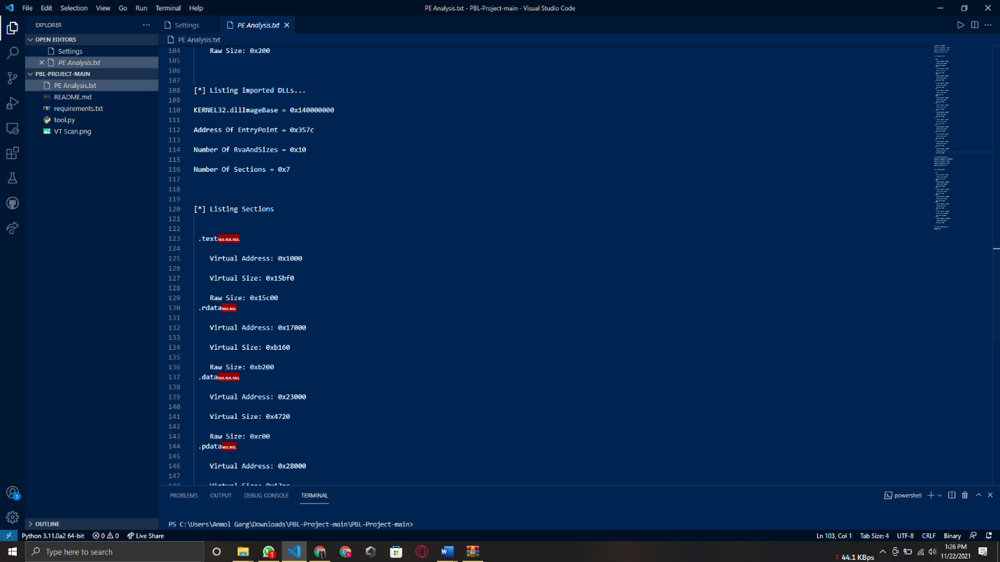 File Edit Selection View Go Run Terminal Help
PE Analysis.txt - PBL-Project-main - Visual Studio Code
EXPLORER
Settings
PE Analysis.txt
OPEN EDITORS
Settings
PE Analysis.txt
PBL-PROJECT-MAIN
PE Analysis.txt
README.md
requirements.txt
tool.py
VT Scan.png
OUTLINE
PE Analysis.txt
104 Raw Size: 0x200
105
106
107
108 [*] Listing imported DLLs...
109
110 KERNEL32.dllImageBase = 0x140000000
111
112 Address Of EntryPoint = 0x357c
113
114 Number Of RvaAndSizes = 0x10
115
116 Number Of Sections = 0x7
117
118
119
120 [*] Listing Sections
121
122
123 .textNULNULNUL
124
125 Virtual Address: 0x1000
126
127 Virtual Size: 0x15bf0
128
129 Raw Size: 0x15c00
130 .rdataNULNUL
131
132 Virtual Address: 0x17000
133
134 Virtual Size: 0xb160
135
136 Raw Size: 0xb200
137 .dataNULNULNUL
138
139 Virtual Address: 0x23000
140
141 Virtual Size: 0x4720
142
143 Raw Size: 0xc00
144 .pdataNULNUL
145
146 Virtual Address: 0x28000
147
148 Virtual Size:
PROBLEMS OUTPUT DEBUG CONSOLE TERMINAL
powershell
PS C:\Users\Anmol Garg\Downloads\PBL-Project-main\PBL-Project-main>
1
Python 3.11.0a2 64-bit 0 0 Live Share
Ln 103, Col 1 Tab Size: 4 UTF-8 CRLF Binary
Type here to search
1
44.1 KBps
1:26 PM
11/22/2021